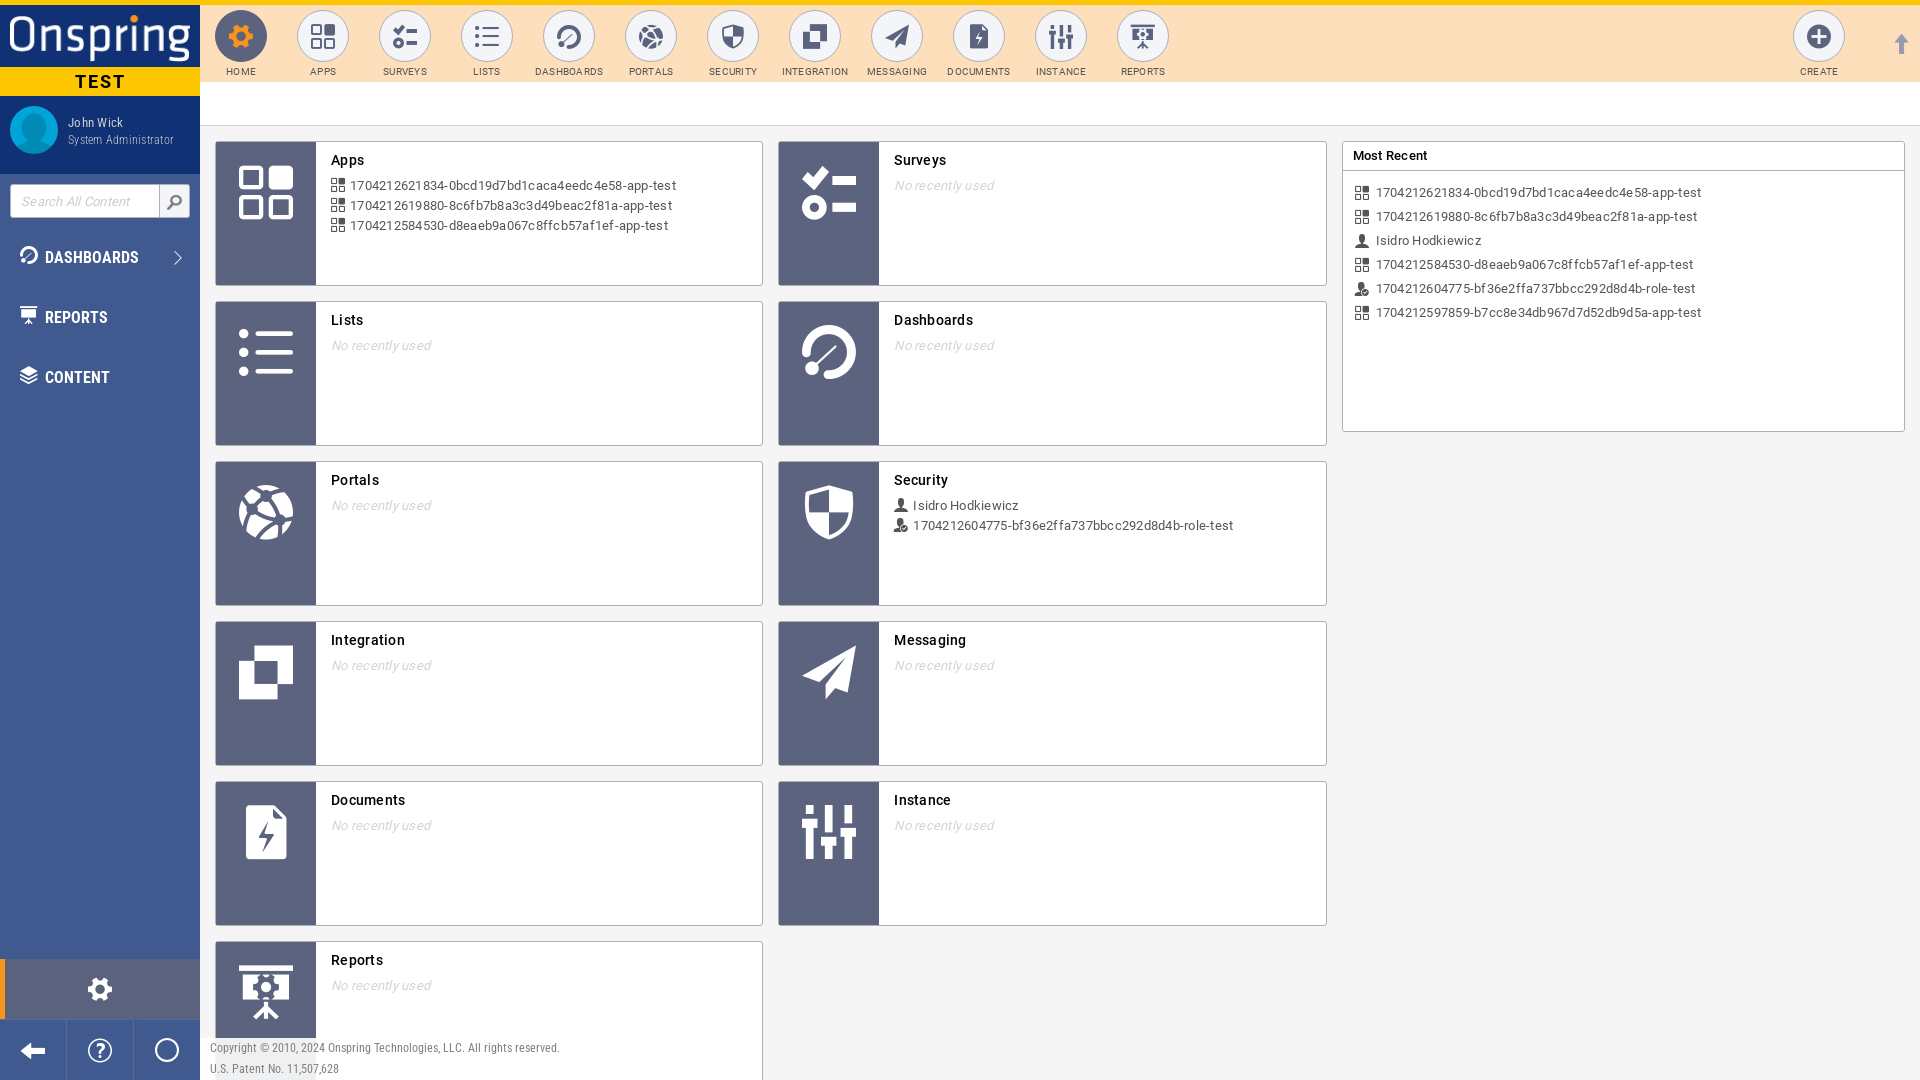 Onspring
TEST
John Wick
System Administrator
Search All Content
DASHBOARDS
REPORTS
CONTENT
HOME
APPS
SURVEYS
LISTS
DASHBOARDS
PORTALS
SECURITY
INTEGRATION
MESSAGING
DOCUMENTS
INSTANCE
REPORTS
CREATE
Apps
1704212621834-0bcd19d7bd1caca4eedc4e58-app-test
1704212619880-8c6fb7b8a3c3d49beac2f81a-app-test
1704212584530-d8eaeb9a067c8ffcb57af1ef-app-test
Surveys
No recently used
Lists
No recently used
Dashboards
No recently used
Portals
No recently used
Security
Isidro Hodkiewicz
1704212604775-bf36e2ffa737bbcc292d8d4b-role-test
Integration
No recently used
Messaging
No recently used
Documents
No recently used
Instance
No recently used
Reports
No recently used
Most Recent
1704212621834-0bcd19d7bd1caca4eedc4e58-app-test
1704212619880-8c6fb7b8a3c3d49beac2f81a-app-test
Isidro Hodkiewicz
1704212584530-d8eaeb9a067c8ffcb57af1ef-app-test
1704212604775-bf36e2ffa737bbcc292d8d4b-role-test
1704212597859-b7cc8e34db967d7d52db9d5a-app-test
Copyright © 2010, 2024 Onspring Technologies, LLC. All rights reserved.
U.S. Patent No. 11,507,628